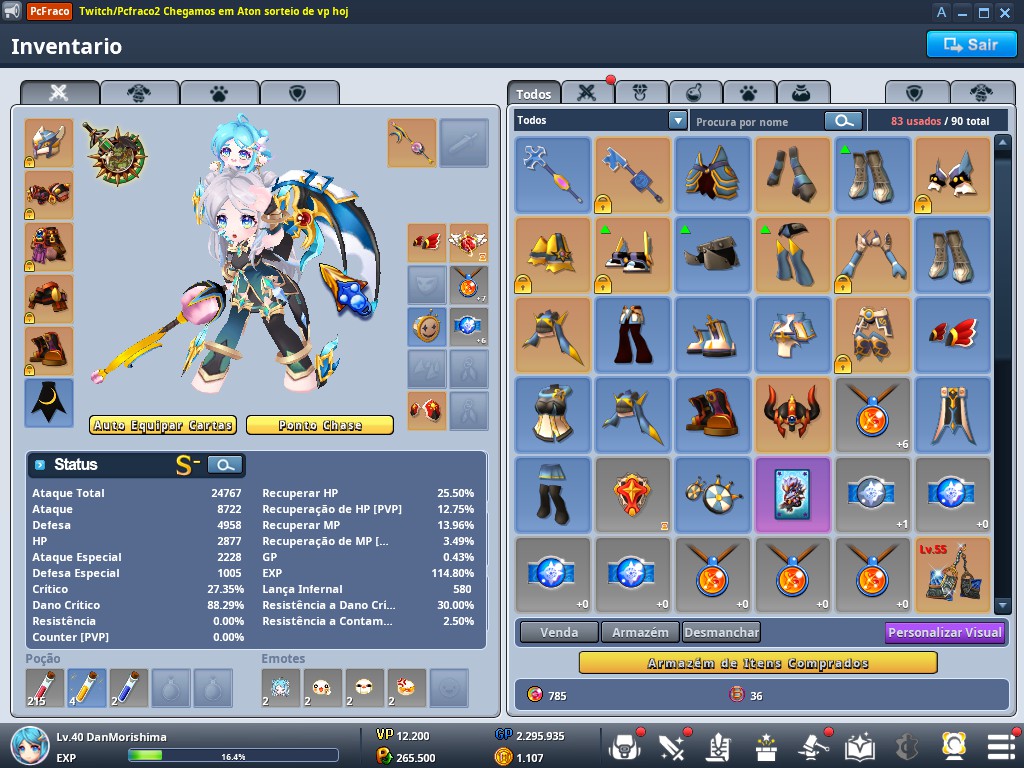 PcFraco Twitch/Pcfraco2 Chegamos em Aton sorteio de vp hoj
A
Inventario
Sair
Todos
Todos
Procura por nome
83 usados / 90 total
+7
+6
Auto Equipar Cartas
Ponto Chase
Status S-
Ataque Total 24767
Ataque 8722
Defesa 4958
HP 2877
Ataque Especial 2228
Defesa Especial 1005
Crítico 27.35%
Dano Crítico 88.29%
Resistência 0.00%
Counter [PVP] 0.00%
Recuperar HP 25.50%
Recuperação de HP [PVP] 12.75%
Recuperar MP 13.96%
Recuperação de MP [... 3.49%
GP 0.43%
EXP 114.80%
Lança Infernal 580
Resistência a Dano Crí... 30.00%
Resistência a Contam... 2.50%
Poção
215
4
2
Emotes
2
2
2
2
+6
+1
+0
+0
+0
+0
+0
+0
Lv.55
Venda
Armazém
Desmanchar
Personalizar Visual
Armazém de Itens Comprados
785
36
Lv.40 DanMorishima
EXP 16.4%
VP 12.200
GP 2.295.935
265.500
1.107